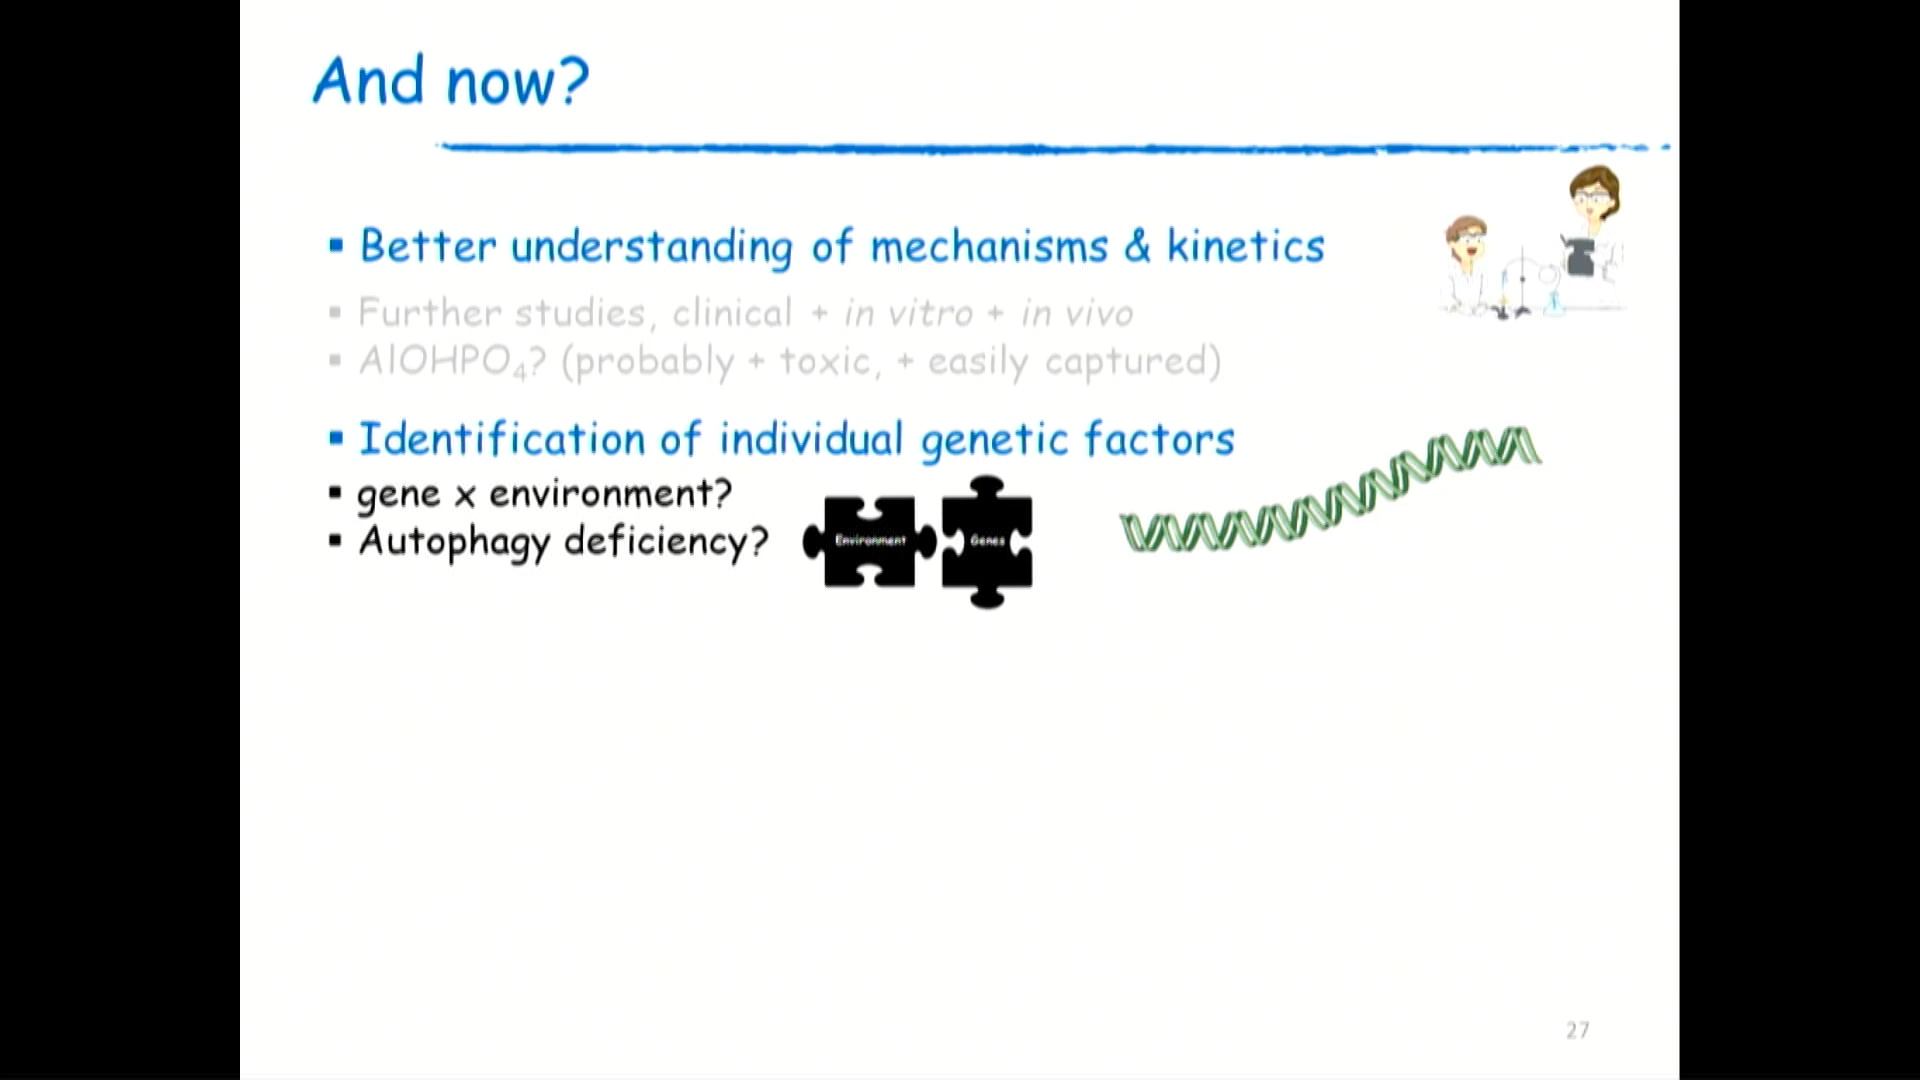 And now?
▪ Better understanding of mechanisms & kinetics
▪ Further studies, clinical + in vitro + in vivo
▪ AlOHPO₄? (probably + toxic, + easily captured)
▪ Identification of individual genetic factors
▪ gene x environment?
▪ Autophagy deficiency?
Environment
Genes
27